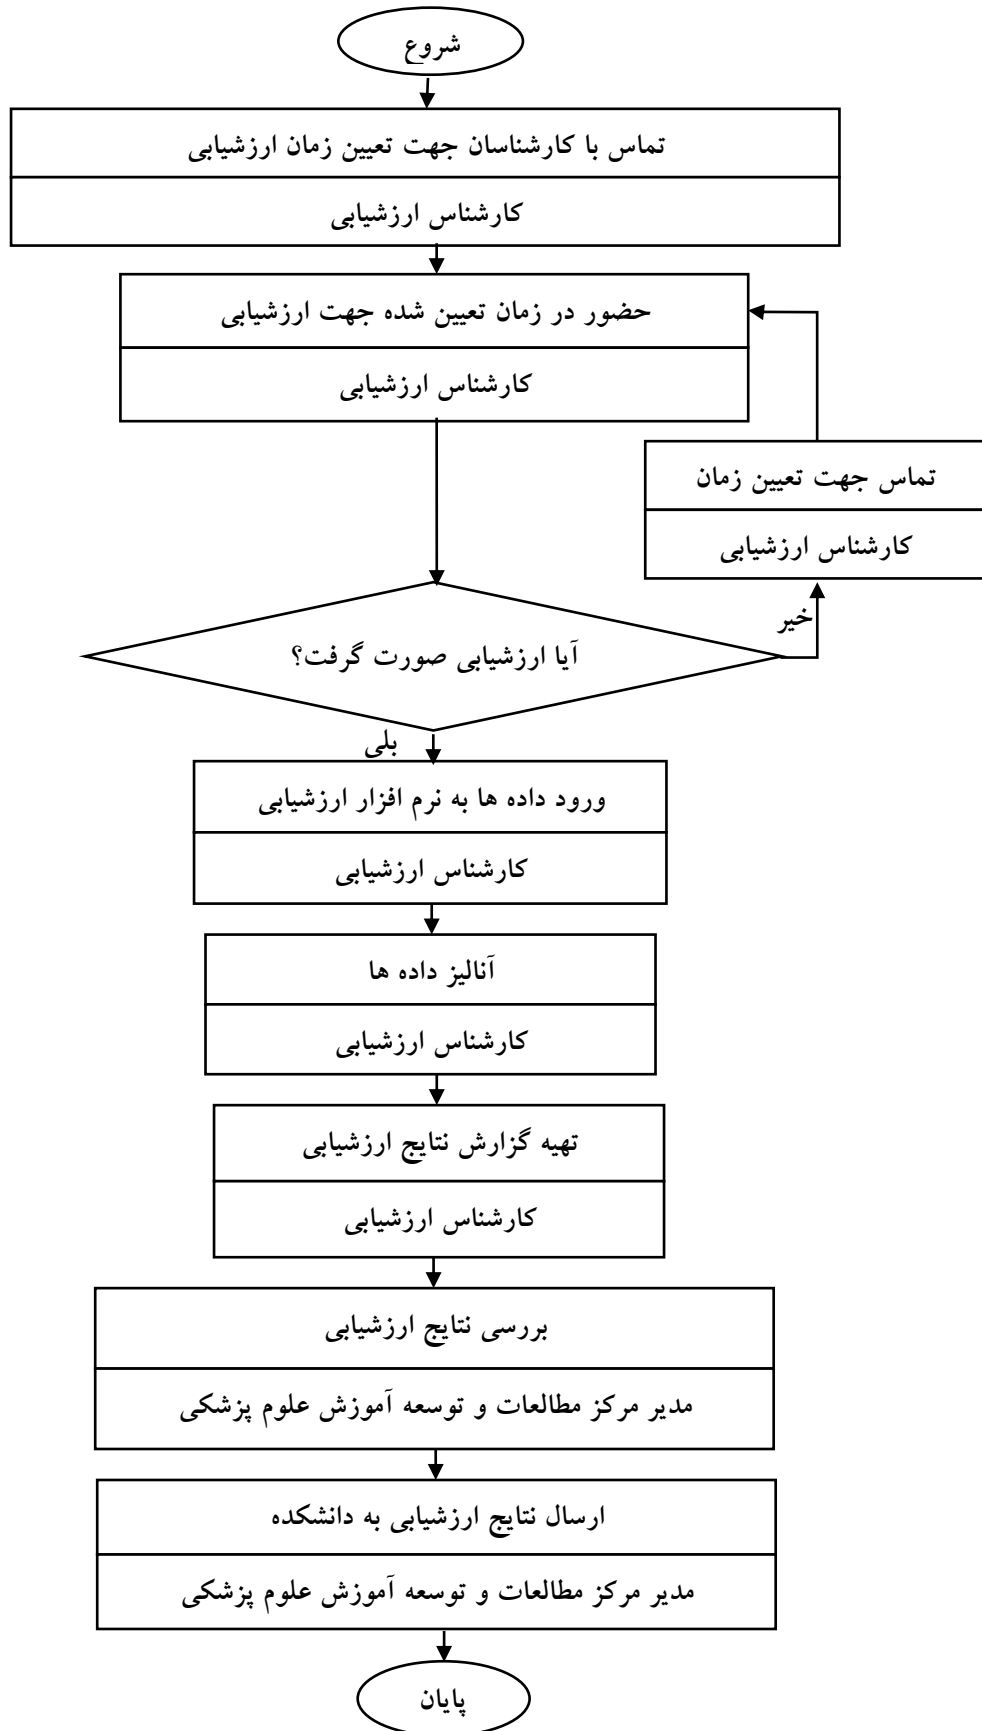 شروع
تماس با کارشناسان جهت تعیین زمان ارزشیابی
کارشناس ارزشیابی
حضور در زمان تعیین شده جهت ارزشیابی
کارشناس ارزشیابی
تماس جهت تعیین زمان
کارشناس ارزشیابی
خیر
آیا ارزشیابی صورت گرفت؟
بلی
ورود داده ها به نرم افزار ارزشیابی
کارشناس ارزشیابی
آنالیز داده ها
کارشناس ارزشیابی
تهیه گزارش نتایج ارزشیابی
کارشناس ارزشیابی
بررسی نتایج ارزشیابی
مدیر مرکز مطالعات و توسعه آموزش علوم پزشکی
ارسال نتایج ارزشیابی به دانشکده
مدیر مرکز مطالعات و توسعه آموزش علوم پزشکی
پایان